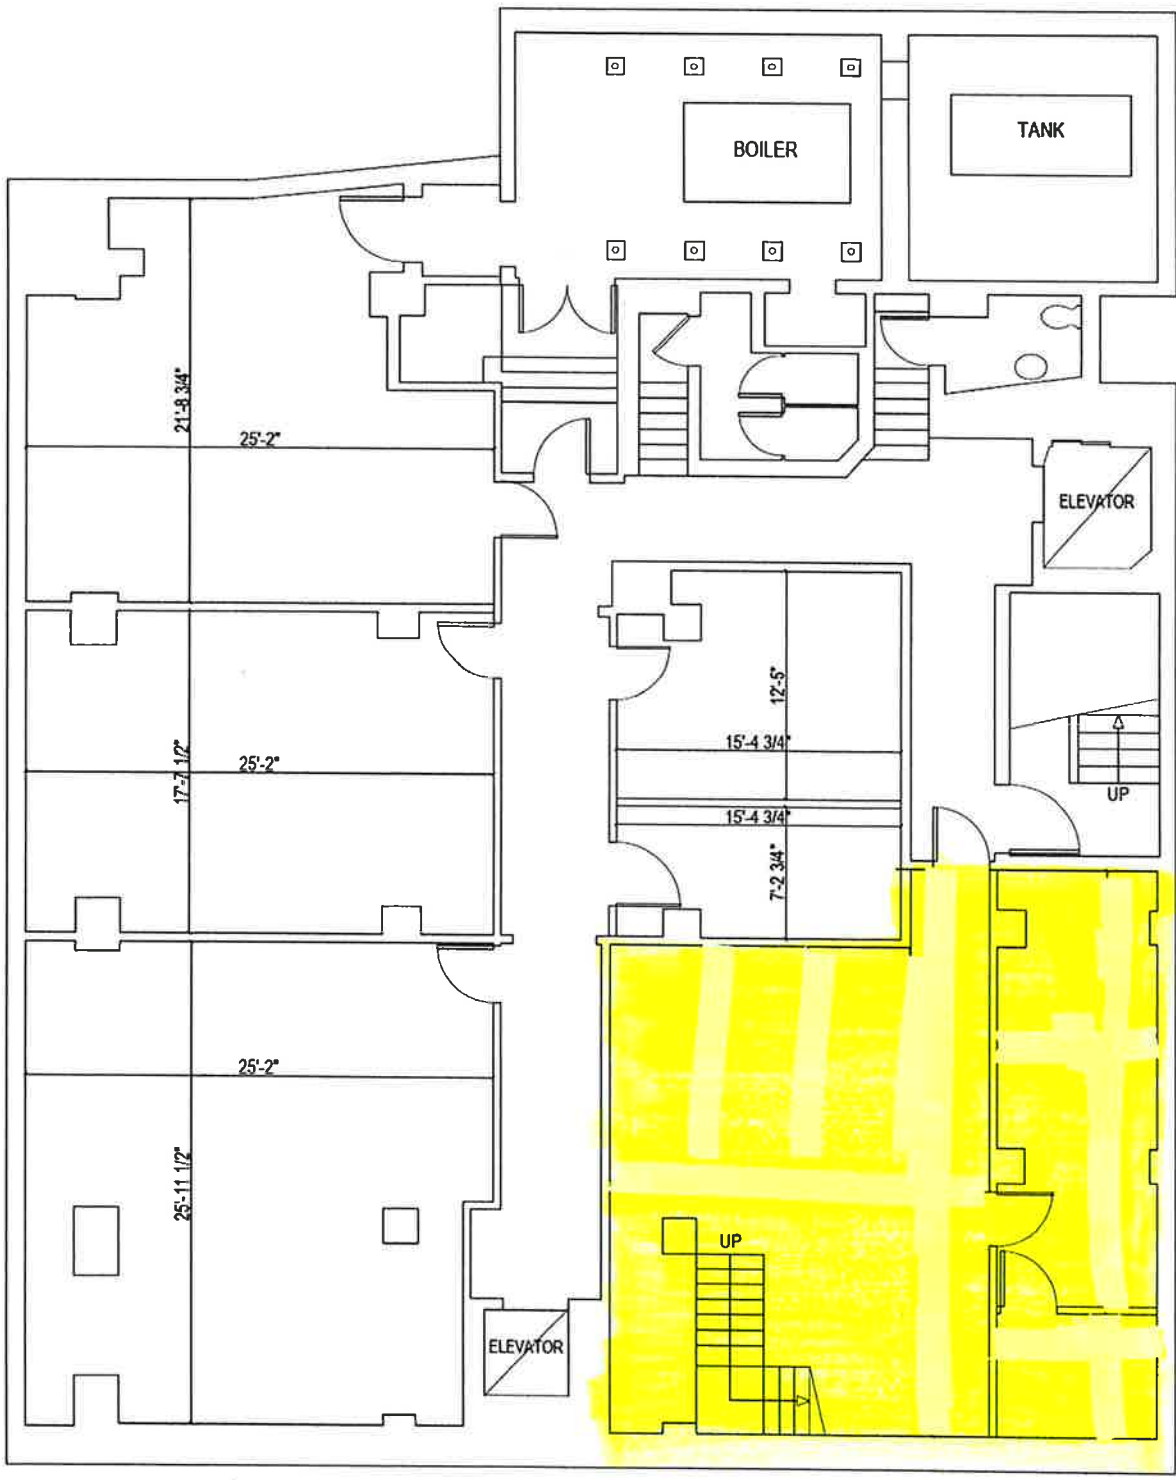 TANK
BOILER
21'-8 3/4"
25'-2"
ELEVATOR
12'-5"
15'-4 3/4"
17'-7 1/2"
25'-2"
UP
15'-4 3/4"
7'-2 3/4"
25'-2"
25'-11 1/2"
UP
ELEVATOR